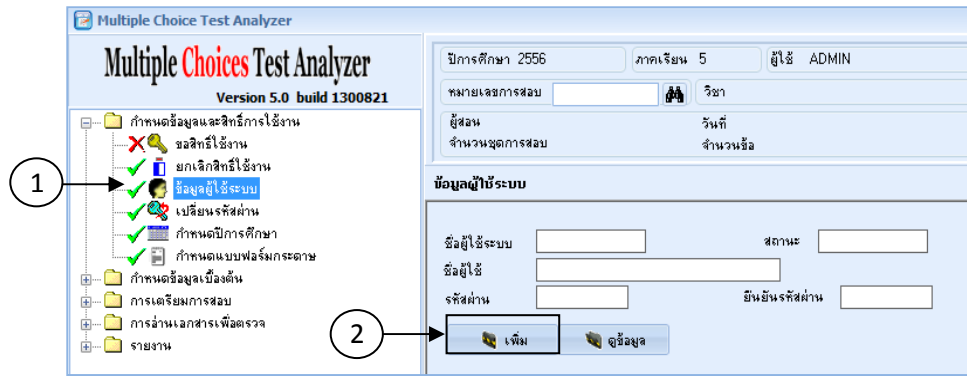 Multiple Choice Test Analyzer
Multiple Choices Test Analyzer
Version 5.0 build 1300821
ปีการศึกษา 2556 ภาคเรียน 5 ผู้ใช้ ADMIN
หมายเลขการสอบ วิชา
ผู้สอน วันที่
จำนวนชุดการสอบ จำนวนข้อ
กำหนดข้อมูลและสิทธิ์การใช้งาน
ขอสิทธิ์ใช้งาน
ยกเลิกสิทธิ์ใช้งาน
1 ข้อมูลผู้ใช้ระบบ
เปลี่ยนรหัสผ่าน
กำหนดปีการศึกษา
กำหนดแบบฟอร์มกระดาษ
กำหนดข้อมูลเบื้องต้น
การเตรียมการสอบ
การอ่านเอกสารเพื่อตรวจ
รายงาน
ข้อมูลผู้ใช้ระบบ
ชื่อผู้ใช้ระบบ สถานะ
ชื่อผู้ใช้
รหัสผ่าน ยืนยันรหัสผ่าน
2 เพิ่ม ดูข้อมูล